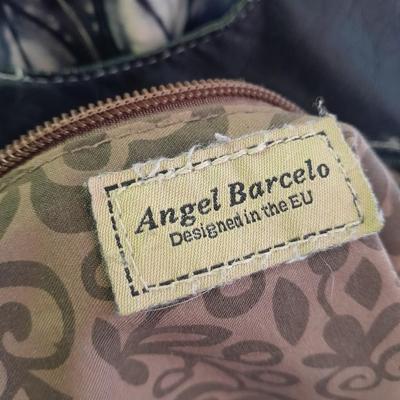 Angel Barcelo
Designed in the EU